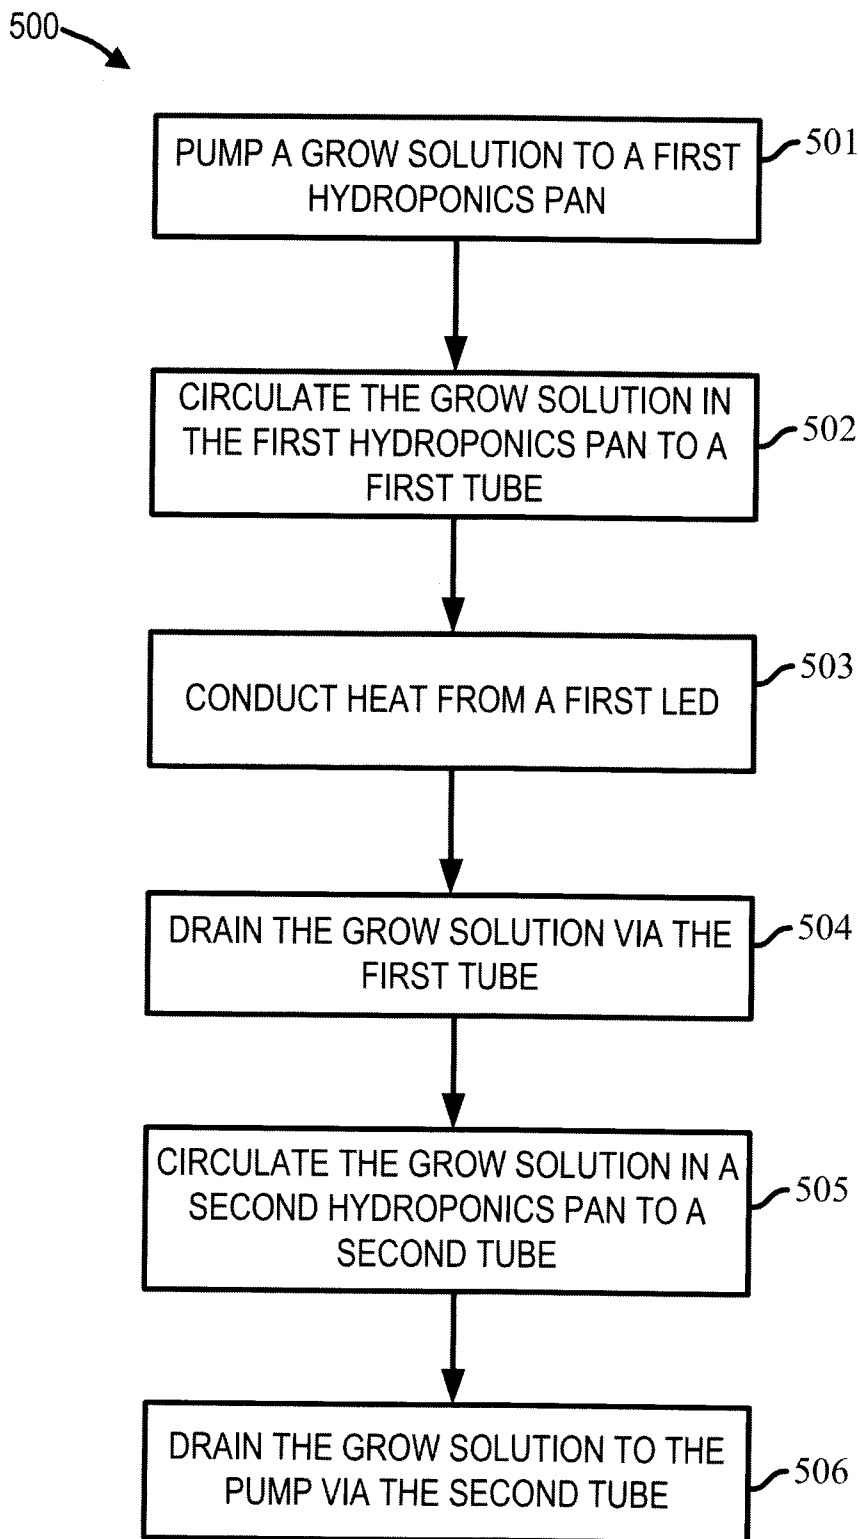 500
PUMP A GROW SOLUTION TO A FIRST
HYDROPONICS PAN
501
CIRCULATE THE GROW SOLUTION IN
THE FIRST HYDROPONICS PAN TO A
FIRST TUBE
502
CONDUCT HEAT FROM A FIRST LED
503
DRAIN THE GROW SOLUTION VIA THE
FIRST TUBE
504
CIRCULATE THE GROW SOLUTION IN A
SECOND HYDROPONICS PAN TO A
SECOND TUBE
505
DRAIN THE GROW SOLUTION TO THE
PUMP VIA THE SECOND TUBE
506